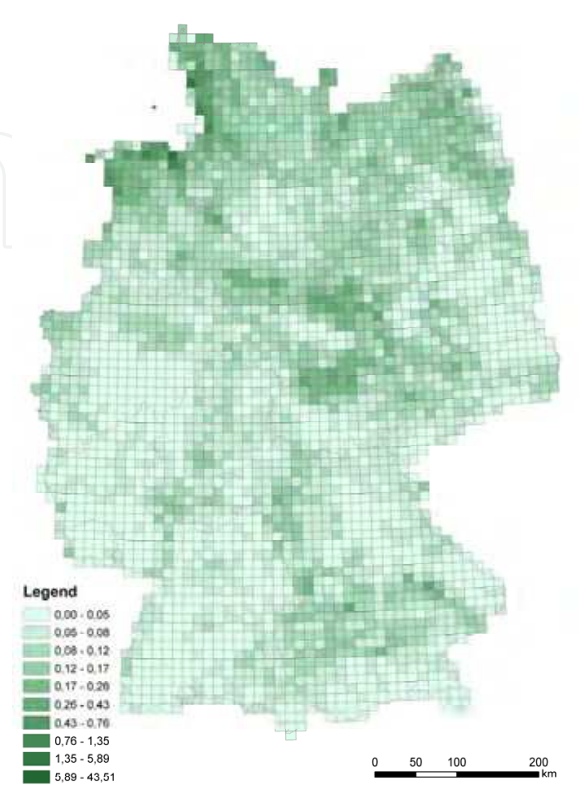 Legend
0,00 - 0,05
0,05 - 0,08
0,08 - 0,12
0,12 - 0,17
0,17 - 0,26
0,26 - 0,43
0,43 - 0,76
0,76 - 1,35
1,35 - 5,89
5,89 - 43,51
0 50 100 200
km